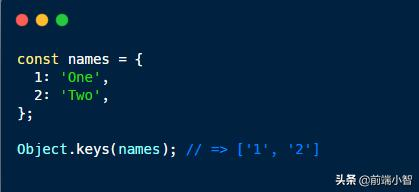 const names = {
  1: 'One',
  2: 'Two',
};
Object.keys(names); // => ['1', '2']
头条 @前端小智